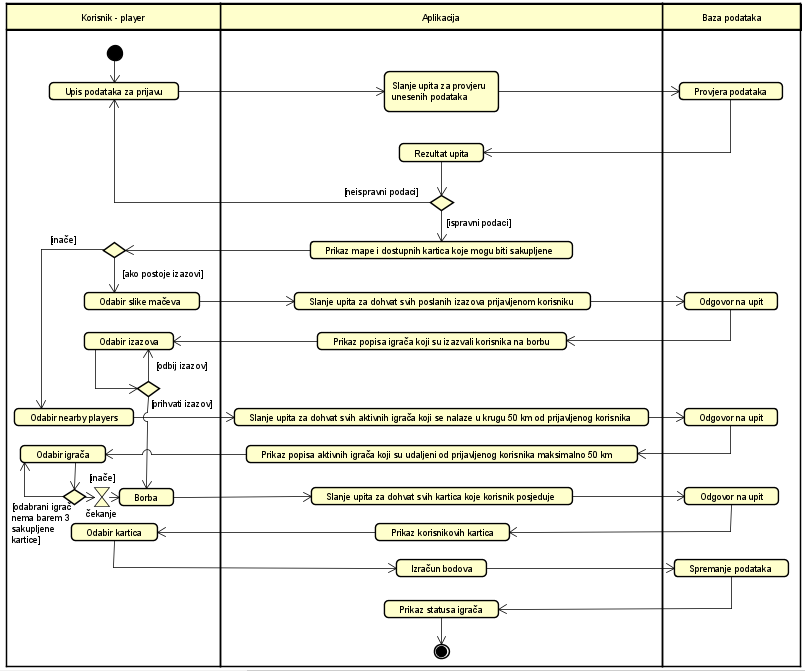 Korisnik - player
Aplikacija
Baza podataka
Upis podataka za prijavu
Slanje upita za provjeru
unesenih podataka
Provjera podataka
Rezultat upita
[neispravni podaci]
[ispravni podaci]
[inače]
Prikaz mape i dostupnih kartica koje mogu biti sakupljene
[ako postoje izazovi]
Odabir slike mačeva
Slanje upita za dohvat svih poslanih izazova prijavljenom korisniku
Odgovor na upit
Odabir izazova
Prikaz popisa igrača koji su izazvali korisnika na borbu
[odbij izazov]
[prihvati izazov]
Odabir nearby players
Slanje upita za dohvat svih aktivnih igrača koji se nalaze u krugu 50 km od prijavljenog korisnika
Odgovor na upit
Odabir igrača
Prikaz popisa aktivnih igrača koji su udaljeni od prijavljenog korisnika maksimalno 50 km
[inače]
Borba
Slanje upita za dohvat svih kartica koje korisnik posjeduje
Odgovor na upit
čekanje
[odabrani igrač
nema barem 3
sakupljene
kartice]
Odabir kartica
Prikaz korisnikovih kartica
Izračun bodova
Spremanje podataka
Prikaz statusa igrača